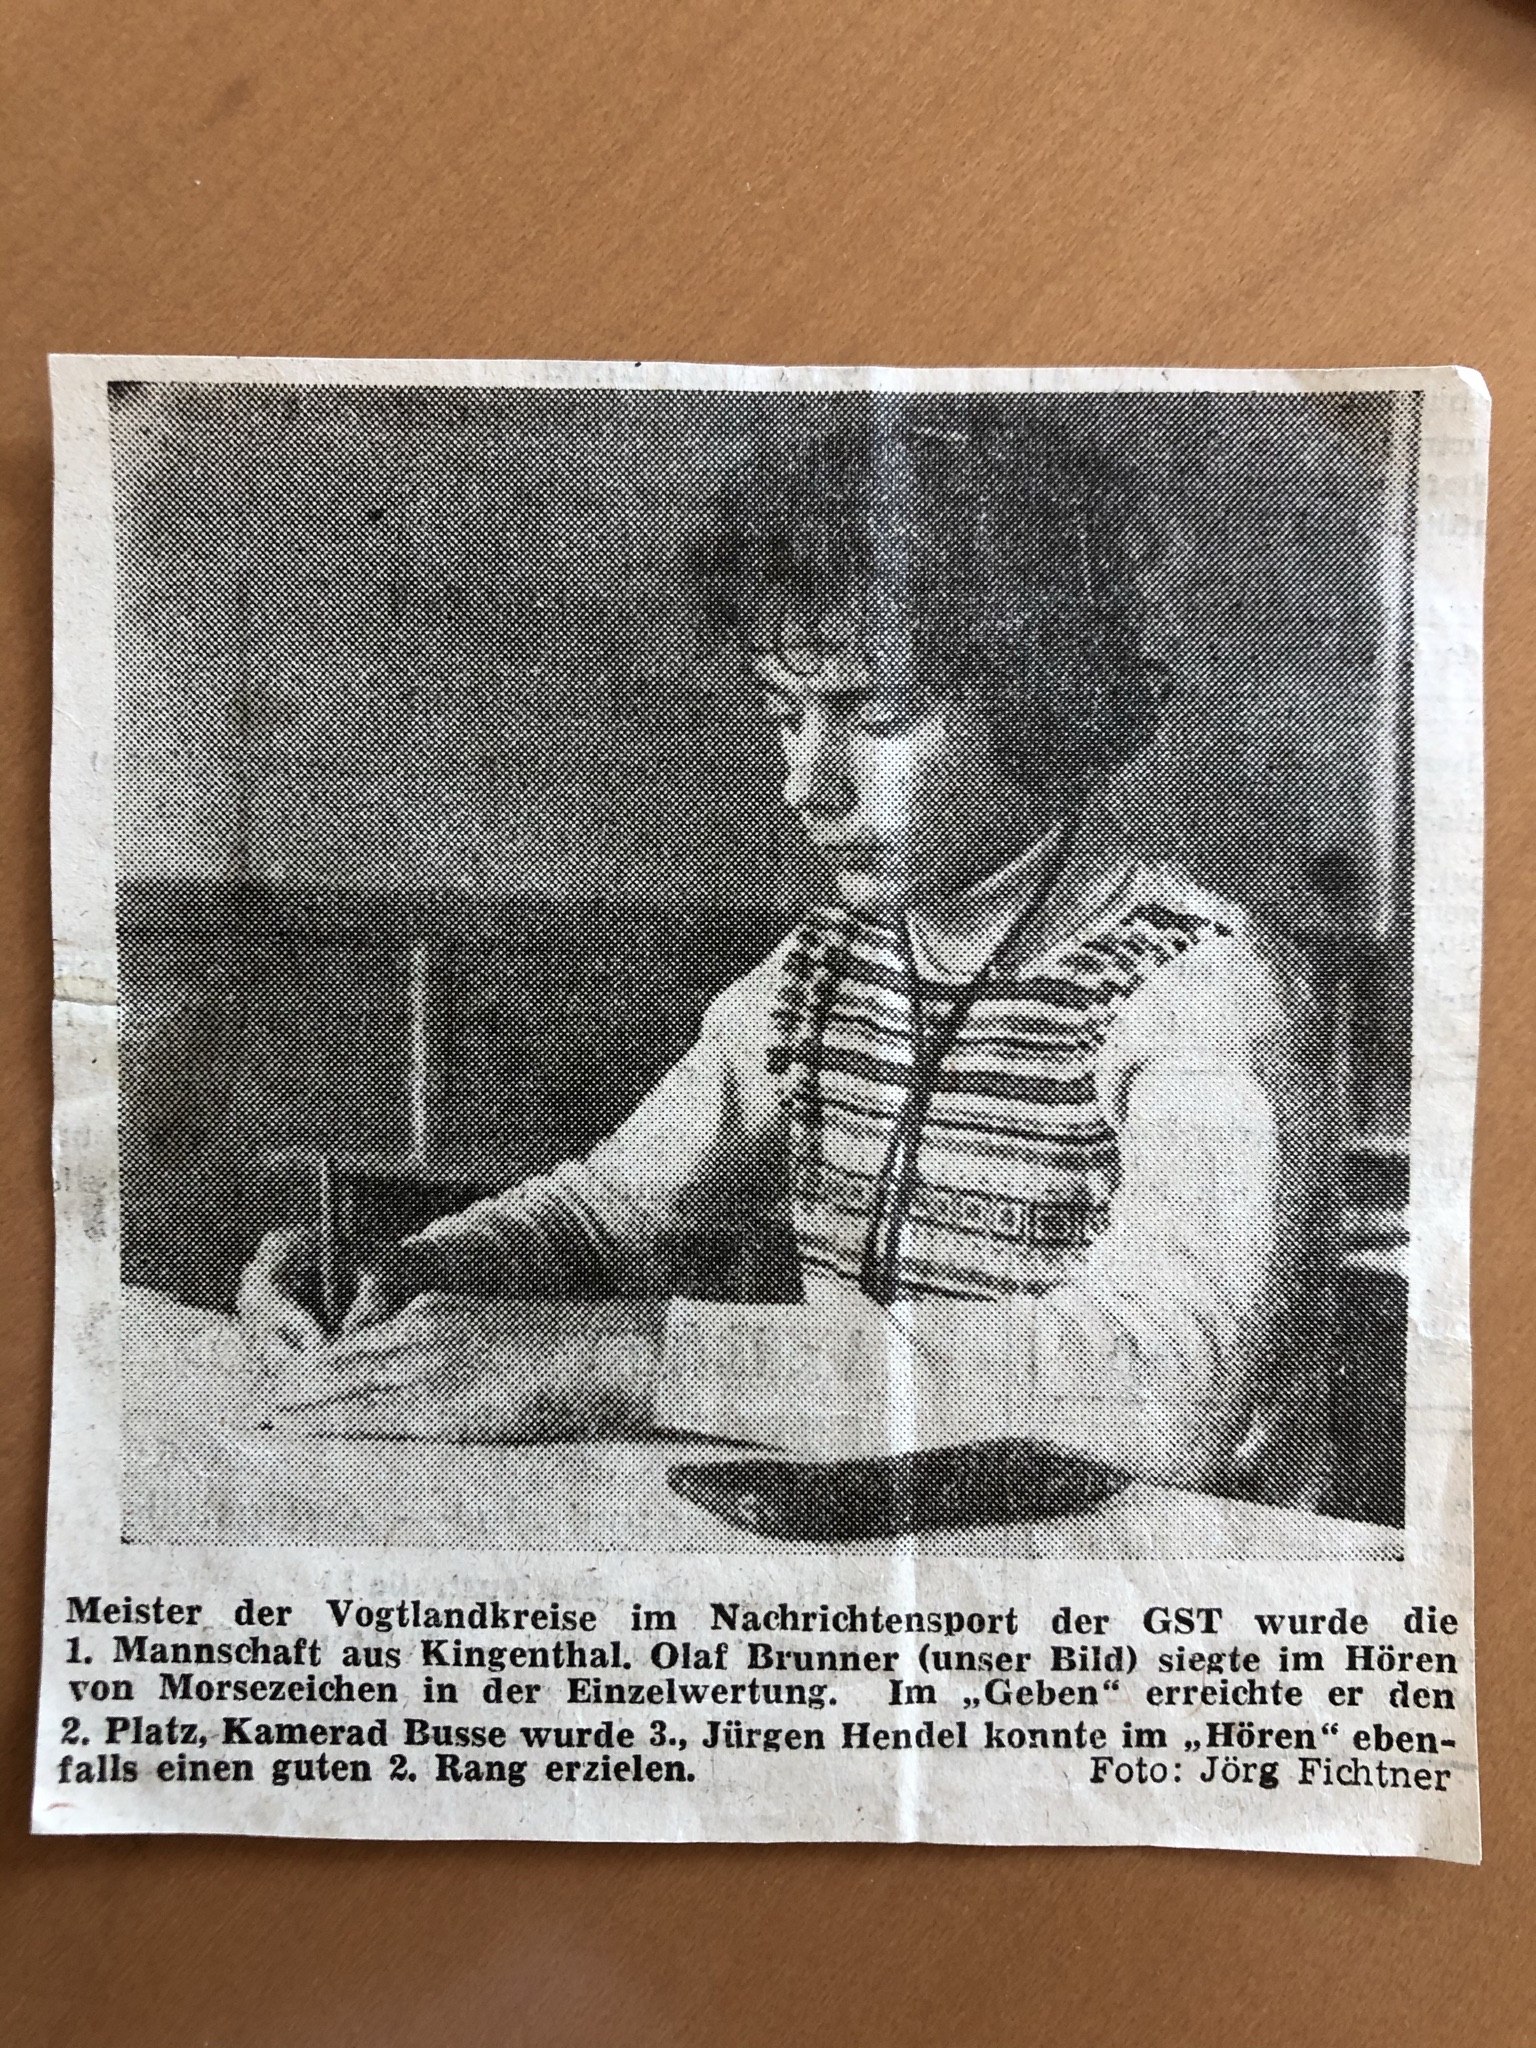 Meister der Vogtlandkreise im Nachrichtensport der GST wurde die
1. Mannschaft aus Kingenthal. Olaf Brunner (unser Bild) siegte im Hören
von Morsezeichen in der Einzelwertung. Im „Geben“ erreichte er den
2. Platz, Kamerad Busse wurde 3., Jürgen Hendel konnte im „Hören“ eben-
falls einen guten 2. Rang erzielen. Foto: Jörg Fichtner